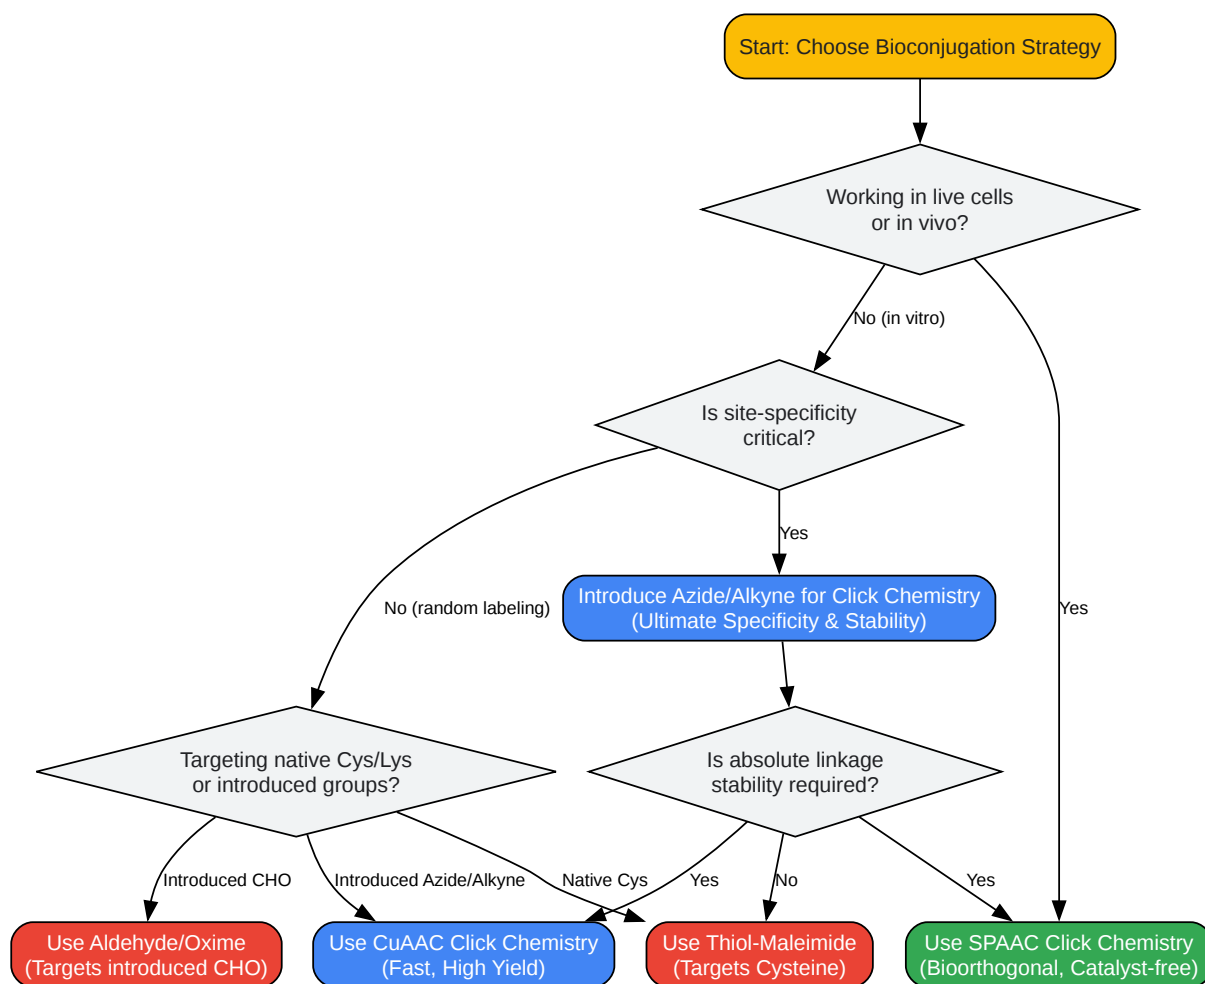 Start: Choose Bioconjugation Strategy
Working in live cells
or in vivo?
No (in vitro)
Is site-specificity
critical?
Yes
No (random labeling)
Introduce Azide/Alkyne for Click Chemistry
(Ultimate Specificity & Stability)
Yes
Targeting native Cys/Lys
or introduced groups?
Is absolute linkage
stability required?
Introduced CHO
Introduced Azide/Alkyne
Native Cys
Yes
No
Yes
Use Aldehyde/Oxime
(Targets introduced CHO)
Use CuAAC Click Chemistry
(Fast, High Yield)
Use Thiol-Maleimide
(Targets Cysteine)
Use SPAAC Click Chemistry
(Bioorthogonal, Catalyst-free)